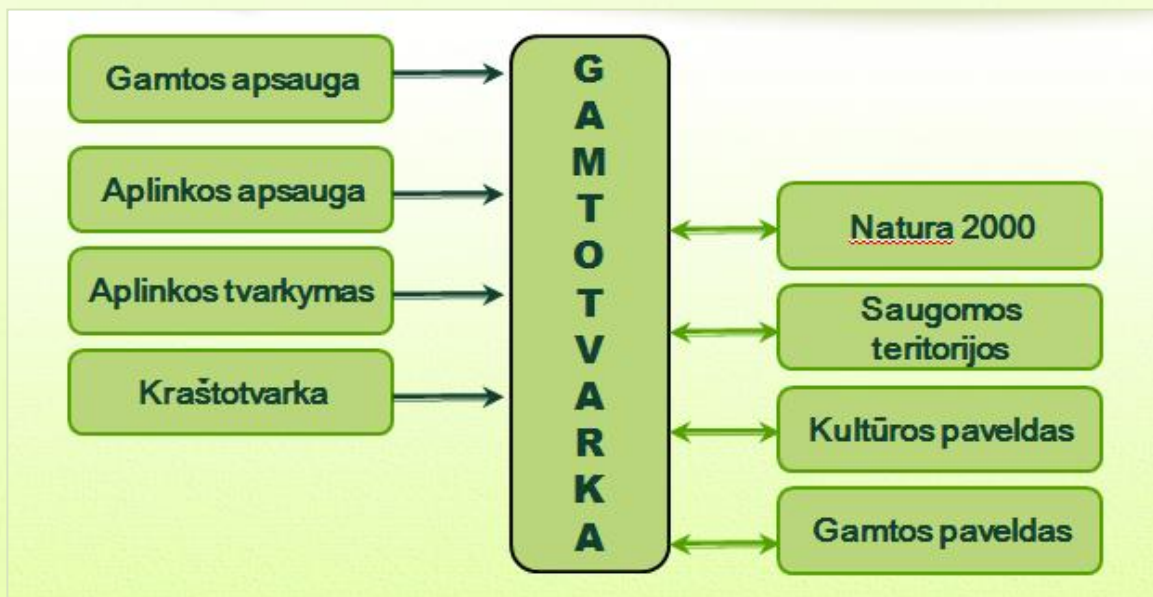 Gamtos apsauga
Aplinkos apsauga
Aplinkos tvarkymas
Kraštotvarka
G
A
M
T
O
T
V
A
R
K
A
Natura 2000
Saugomos
teritorijos
Kultūros paveldas
Gamtos paveldas